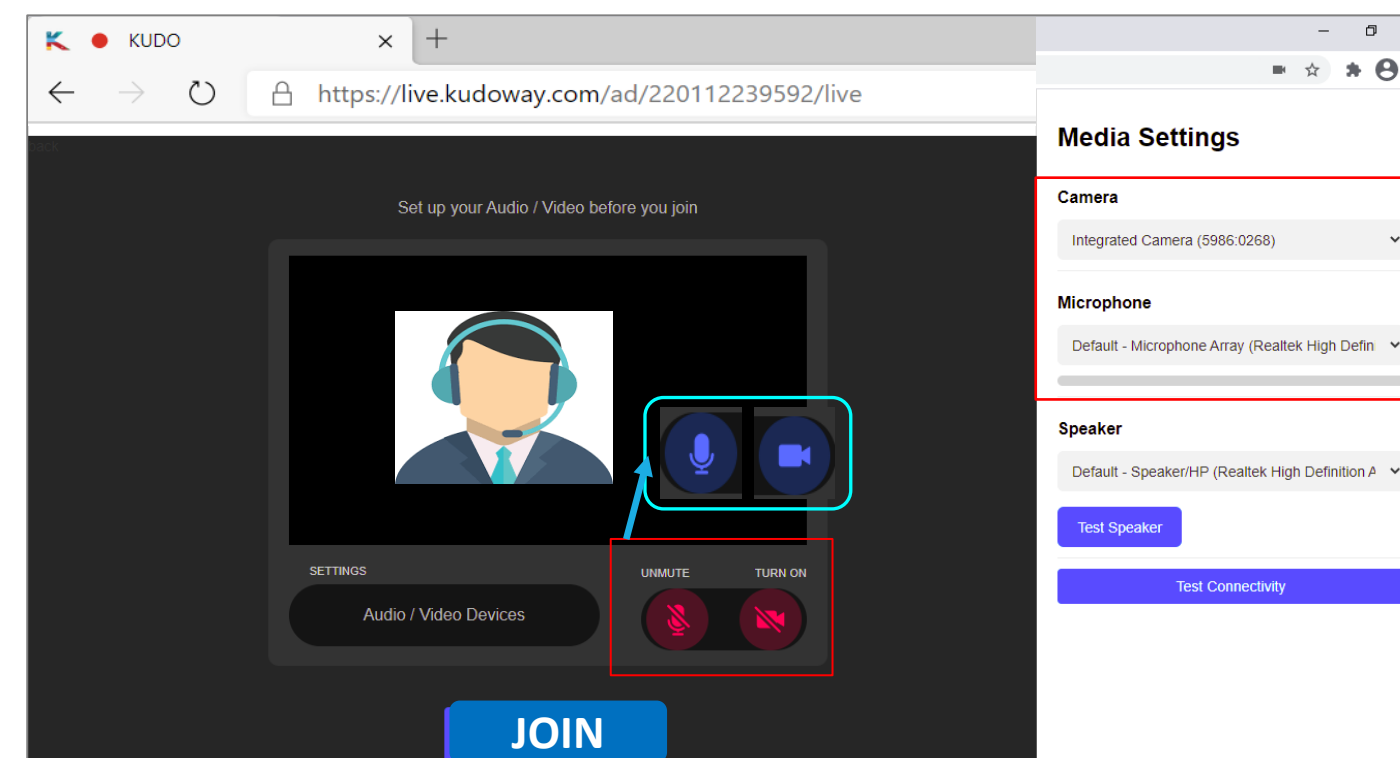 KUDO
https://live.kudoway.com/ad/220112239592/live
back
Set up your Audio / Video before you join
SETTINGS
Audio / Video Devices
UNMUTE
TURN ON
JOIN
Media Settings
Camera
Integrated Camera (5986:0268)
Microphone
Default - Microphone Array (Realtek High Defin
Speaker
Default - Speaker/HP (Realtek High Definition A
Test Speaker
Test Connectivity